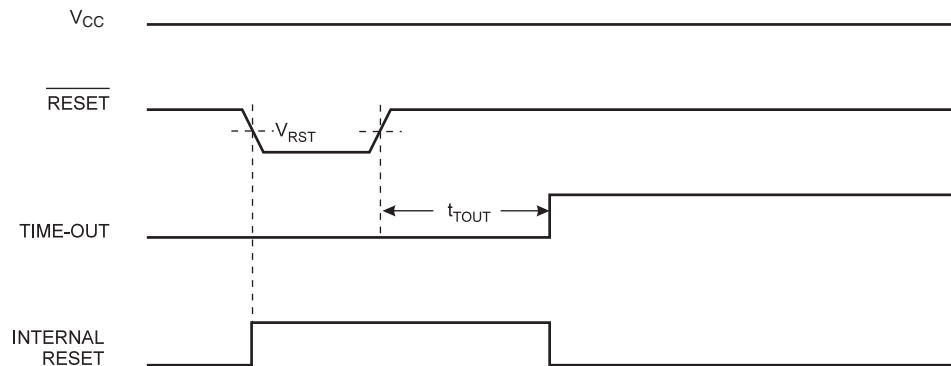 VCC
RESET
VRST
tTOUT
TIME-OUT
INTERNAL
RESET